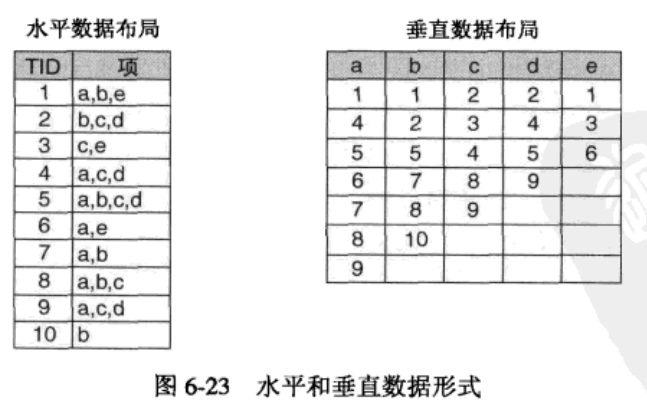 水平数据布局
TID 项
1 a,b,e
2 b,c,d
3 c,e
4 a,c,d
5 a,b,c,d
6 a,e
7 a,b
8 a,b,c
9 a,c,d
10 b
垂直数据布局
a b c d e
1 1 2 2 1
4 2 3 4 3
5 5 4 5 6
6 7 8 9
7 8 9
8 10
9
图 6-23 水平和垂直数据形式